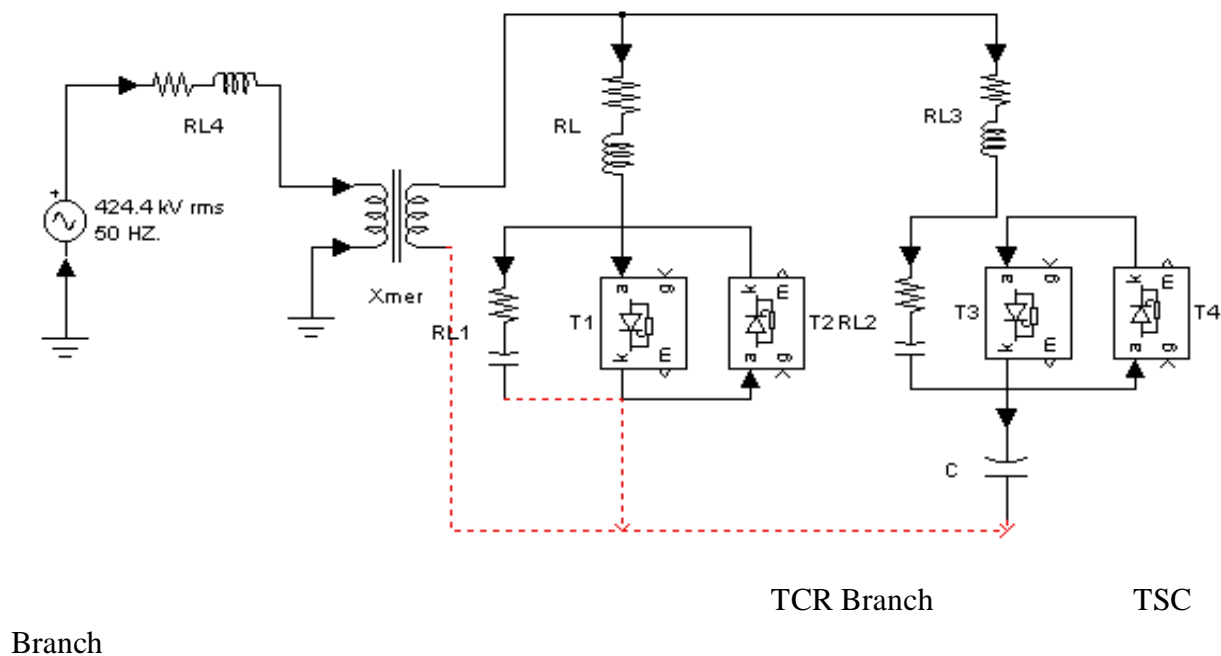 RL4
RL
RL3
+
424.4 kV rms
50 HZ.
Xmer
RL1
a
g
T1
k
m
k
m
T2
a
g
RL2
a
g
T3
k
m
k
m
T4
a
g
C
TCR Branch TSC
Branch